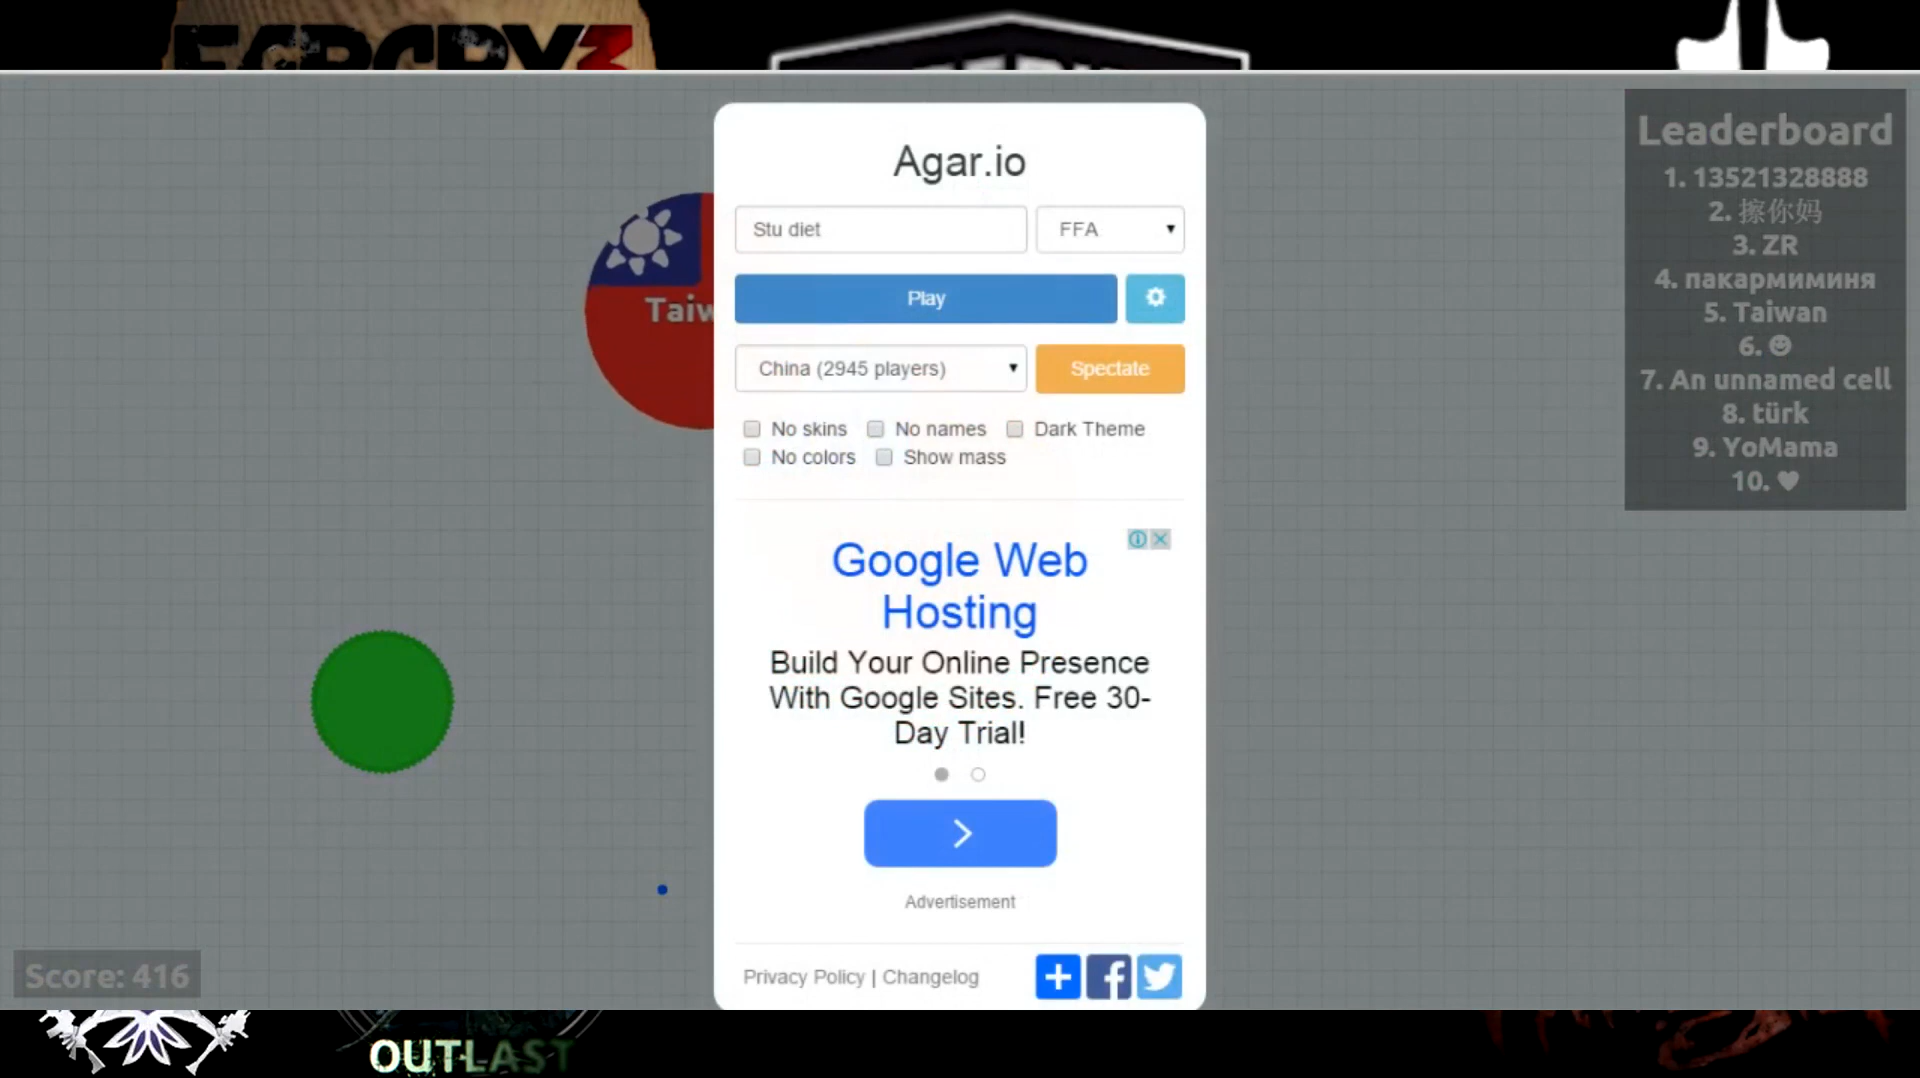 FARCRY3
Agar.io
Stu diet
FFA
Play
China (2945 players)
Spectate
No skins
No names
Dark Theme
No colors
Show mass
Google Web
Hosting
Build Your Online Presence
With Google Sites. Free 30-
Day Trial!
Advertisement
Privacy Policy | Changelog
Taiw
Leaderboard
1. 13521328888
2. 擦你妈
3. ZR
4. пакармиминя
5. Taiwan
6. ☻
7. An unnamed cell
8. türk
9. YoMama
10. ♥
Score: 416
OUTLAST